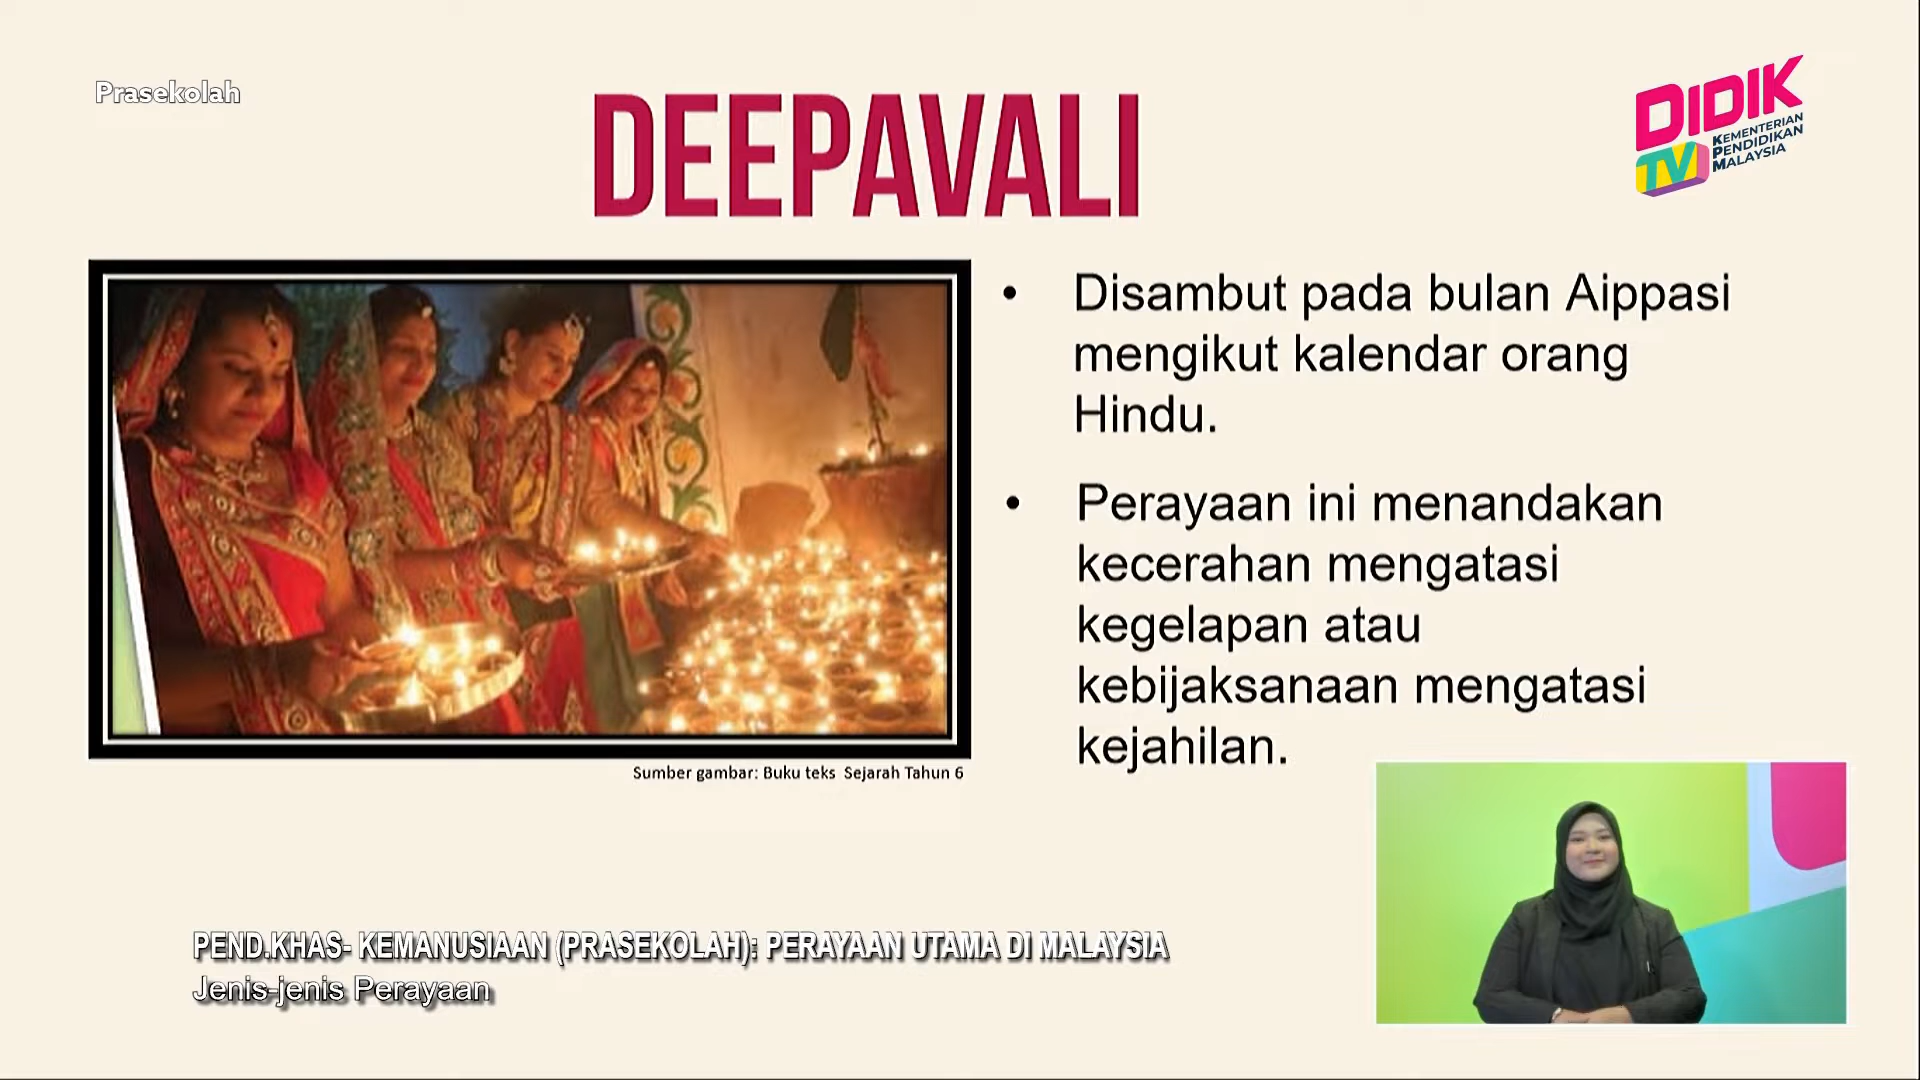 Prasekolah
DEEPAVALI
DIDIK
TV
KEMENTERIAN
PENDIDIKAN
MALAYSIA
• Disambut pada bulan Aippasi
mengikut kalendar orang
Hindu.
• Perayaan ini menandakan
kecerahan mengatasi
kegelapan atau
kebijaksanaan mengatasi
kejahilan.
Sumber gambar: Buku teks Sejarah Tahun 6
PEND.KHAS- KEMANUSIAAN (PRASEKOLAH): PERAYAAN UTAMA DI MALAYSIA
Jenis-jenis Perayaan